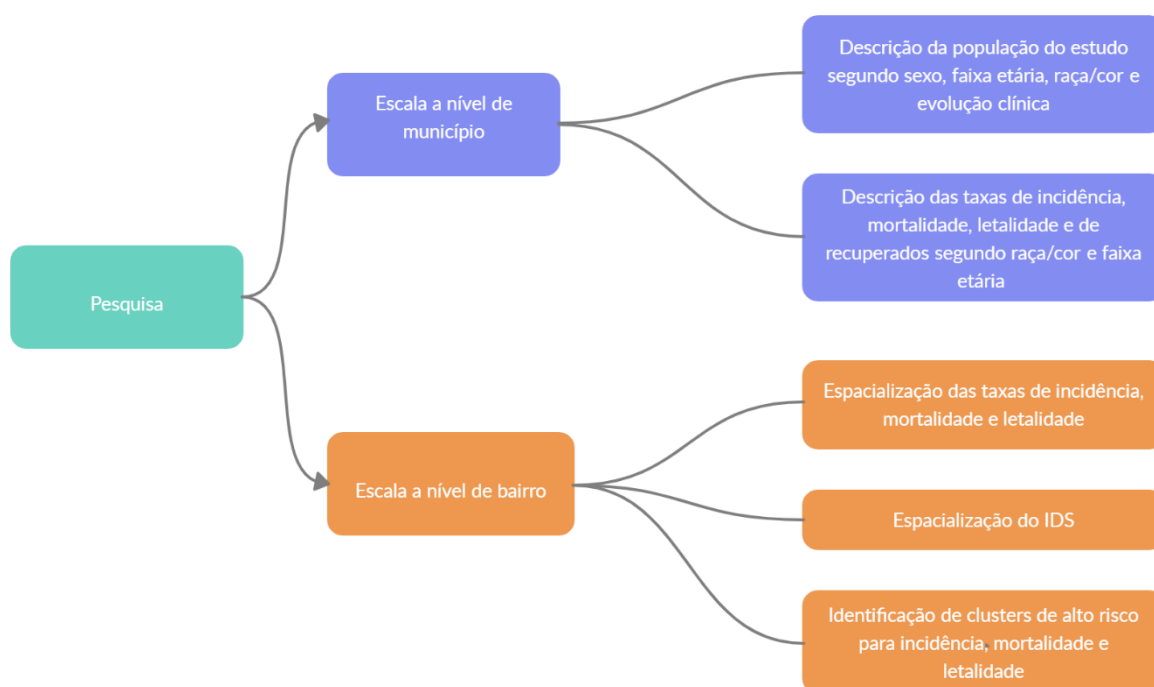 Pesquisa
Escala a nível de
município
Descrição da população do estudo
segundo sexo, faixa etária, raça/cor e
evolução clínica
Descrição das taxas de incidência,
mortalidade, letalidade e de
recuperados segundo raça/cor e faixa
etária
Escala a nível de bairro
Espacialização das taxas de incidência,
mortalidade e letalidade
Espacialização do IDS
Identificação de clusters de alto risco
para incidência, mortalidade e
letalidade